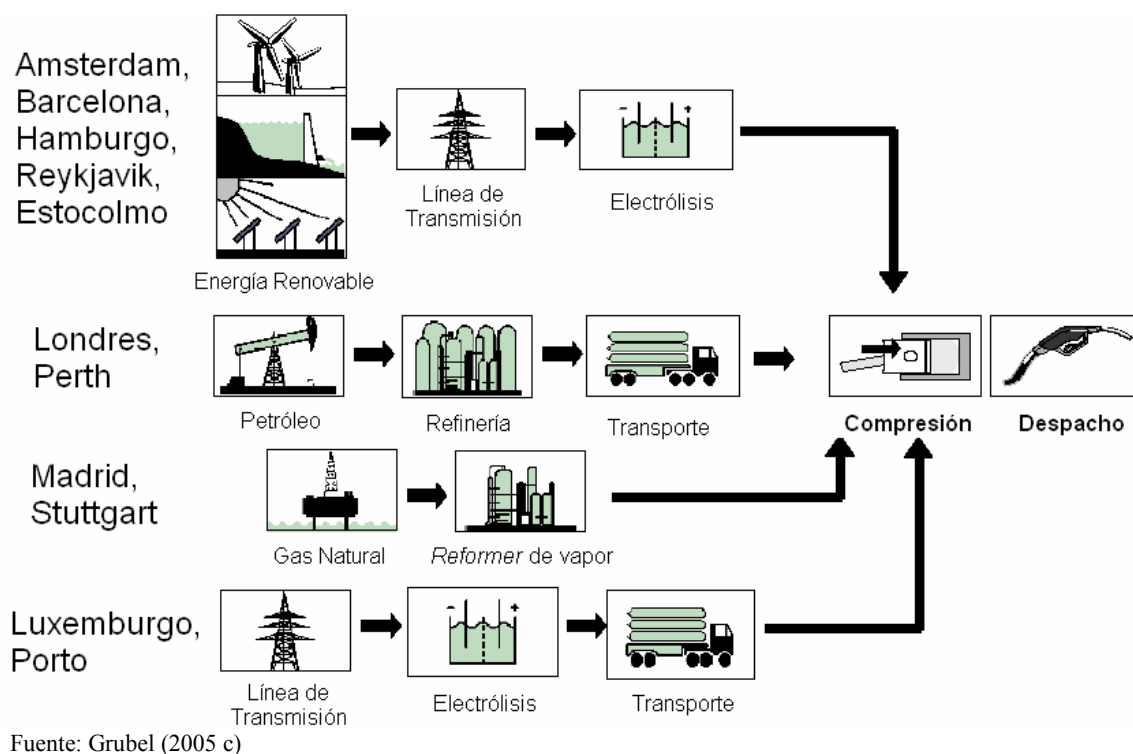 Amsterdam,
Barcelona,
Hamburgo,
Reykjavik,
Estocolmo
Energía Renovable
Línea de
Transmisión
- +
Electrólisis
Londres,
Perth
Petróleo
Refinería
Transporte
Compresión
Despacho
Madrid,
Stuttgart
Gas Natural
Reformer de vapor
Luxemburgo,
Porto
Línea de
Transmisión
- +
Electrólisis
Transporte
Fuente: Grubel (2005 c)